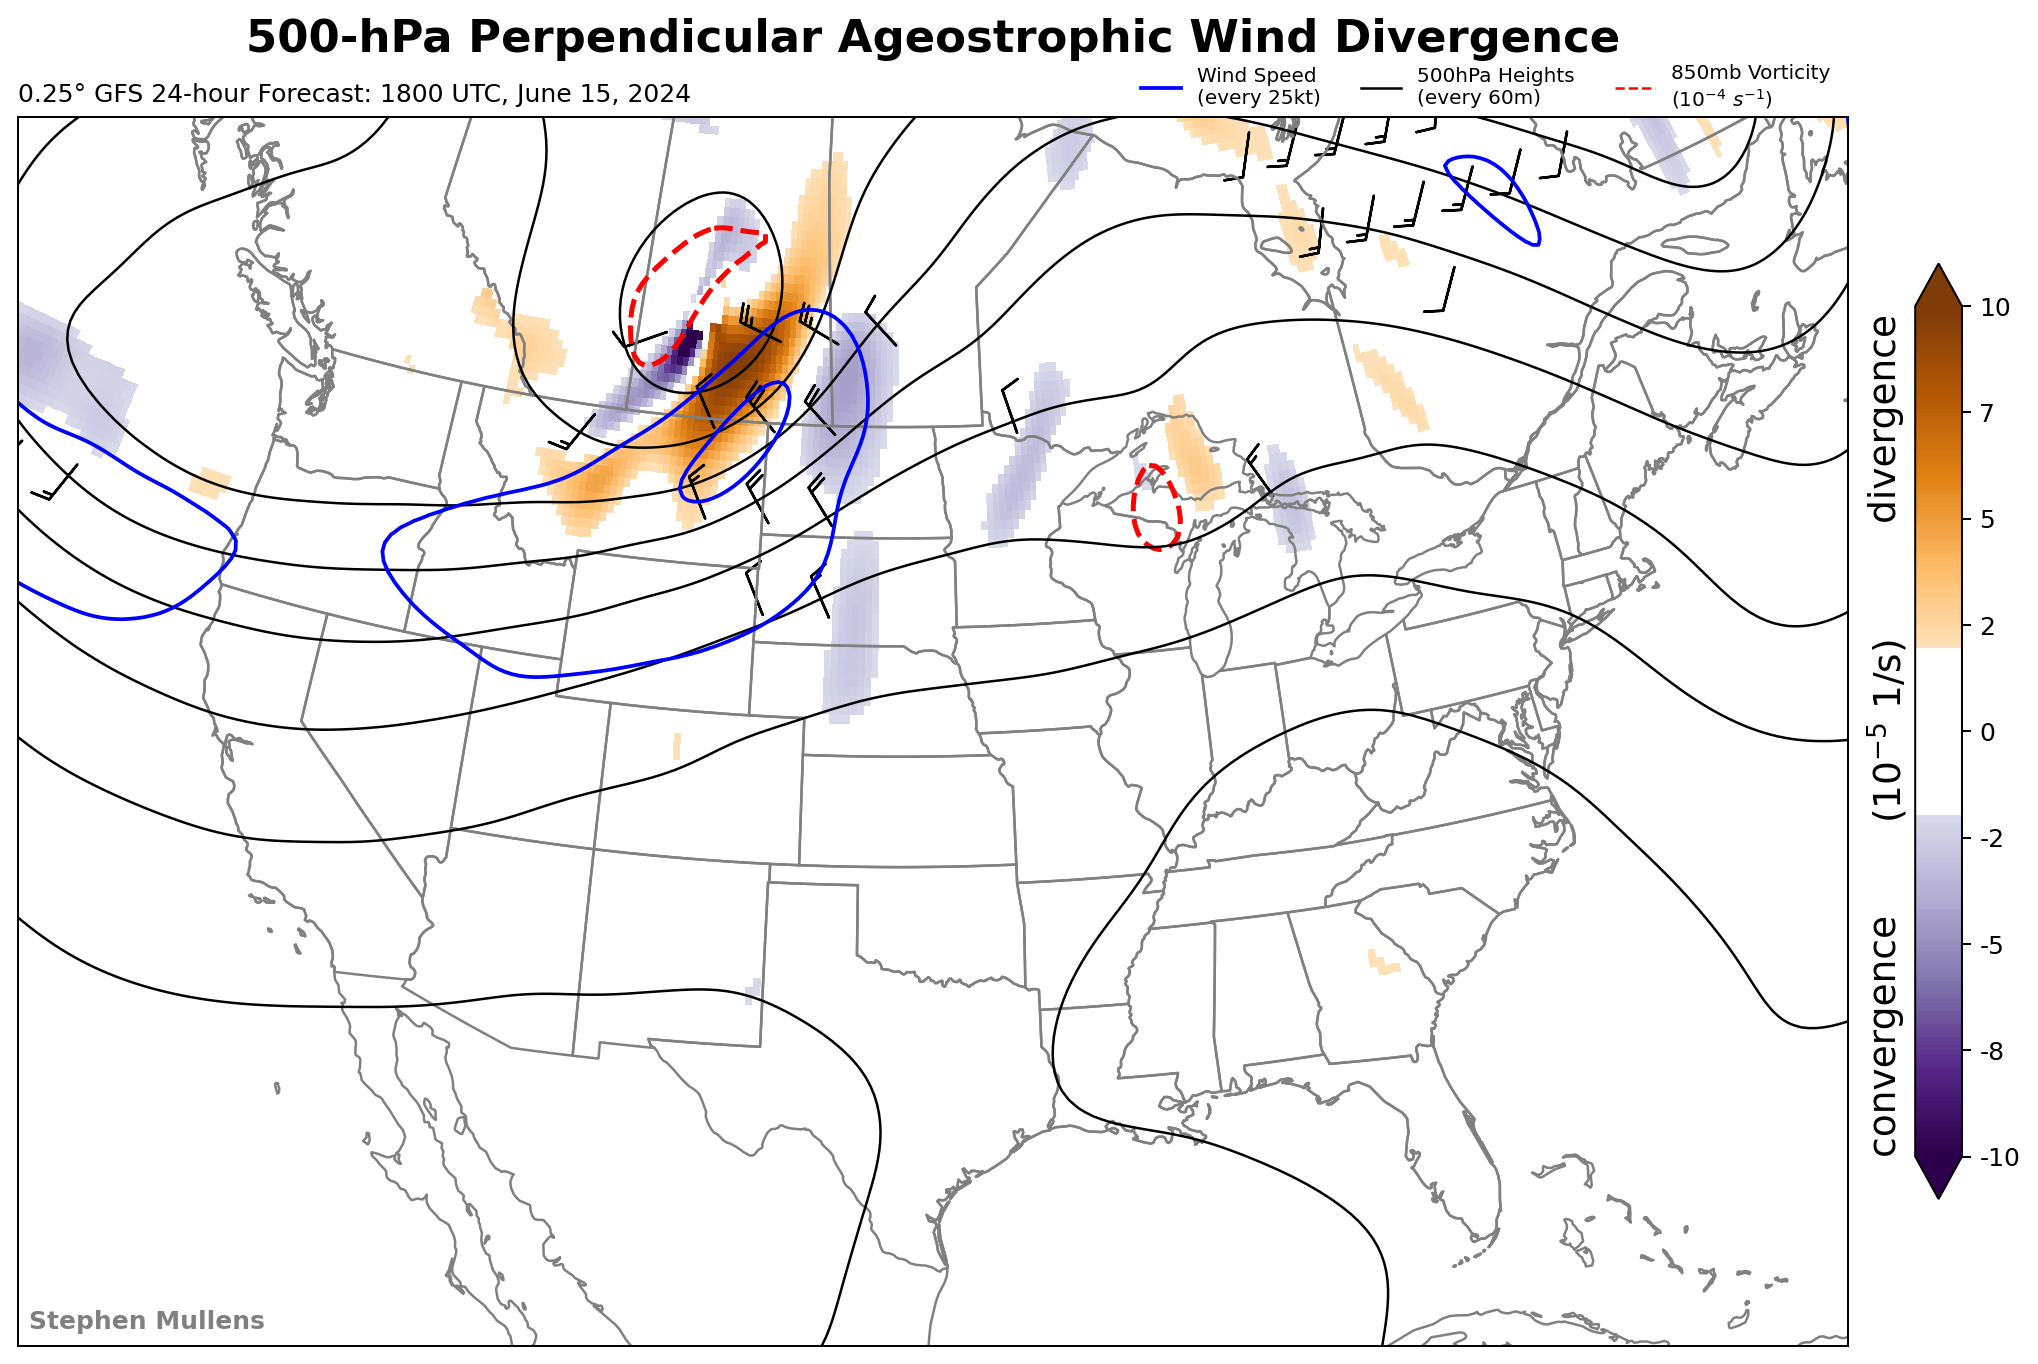 500-hPa Perpendicular Ageostrophic Wind Divergence
0.25° GFS 24-hour Forecast: 1800 UTC, June 15, 2024
Wind Speed
(every 25kt)
500hPa Heights
(every 60m)
850mb Vorticity
(10⁻⁴ s⁻¹)
10
7
5
2
0
-2
-5
-8
-10
convergence (10⁻⁵ 1/s) divergence
Stephen Mullens